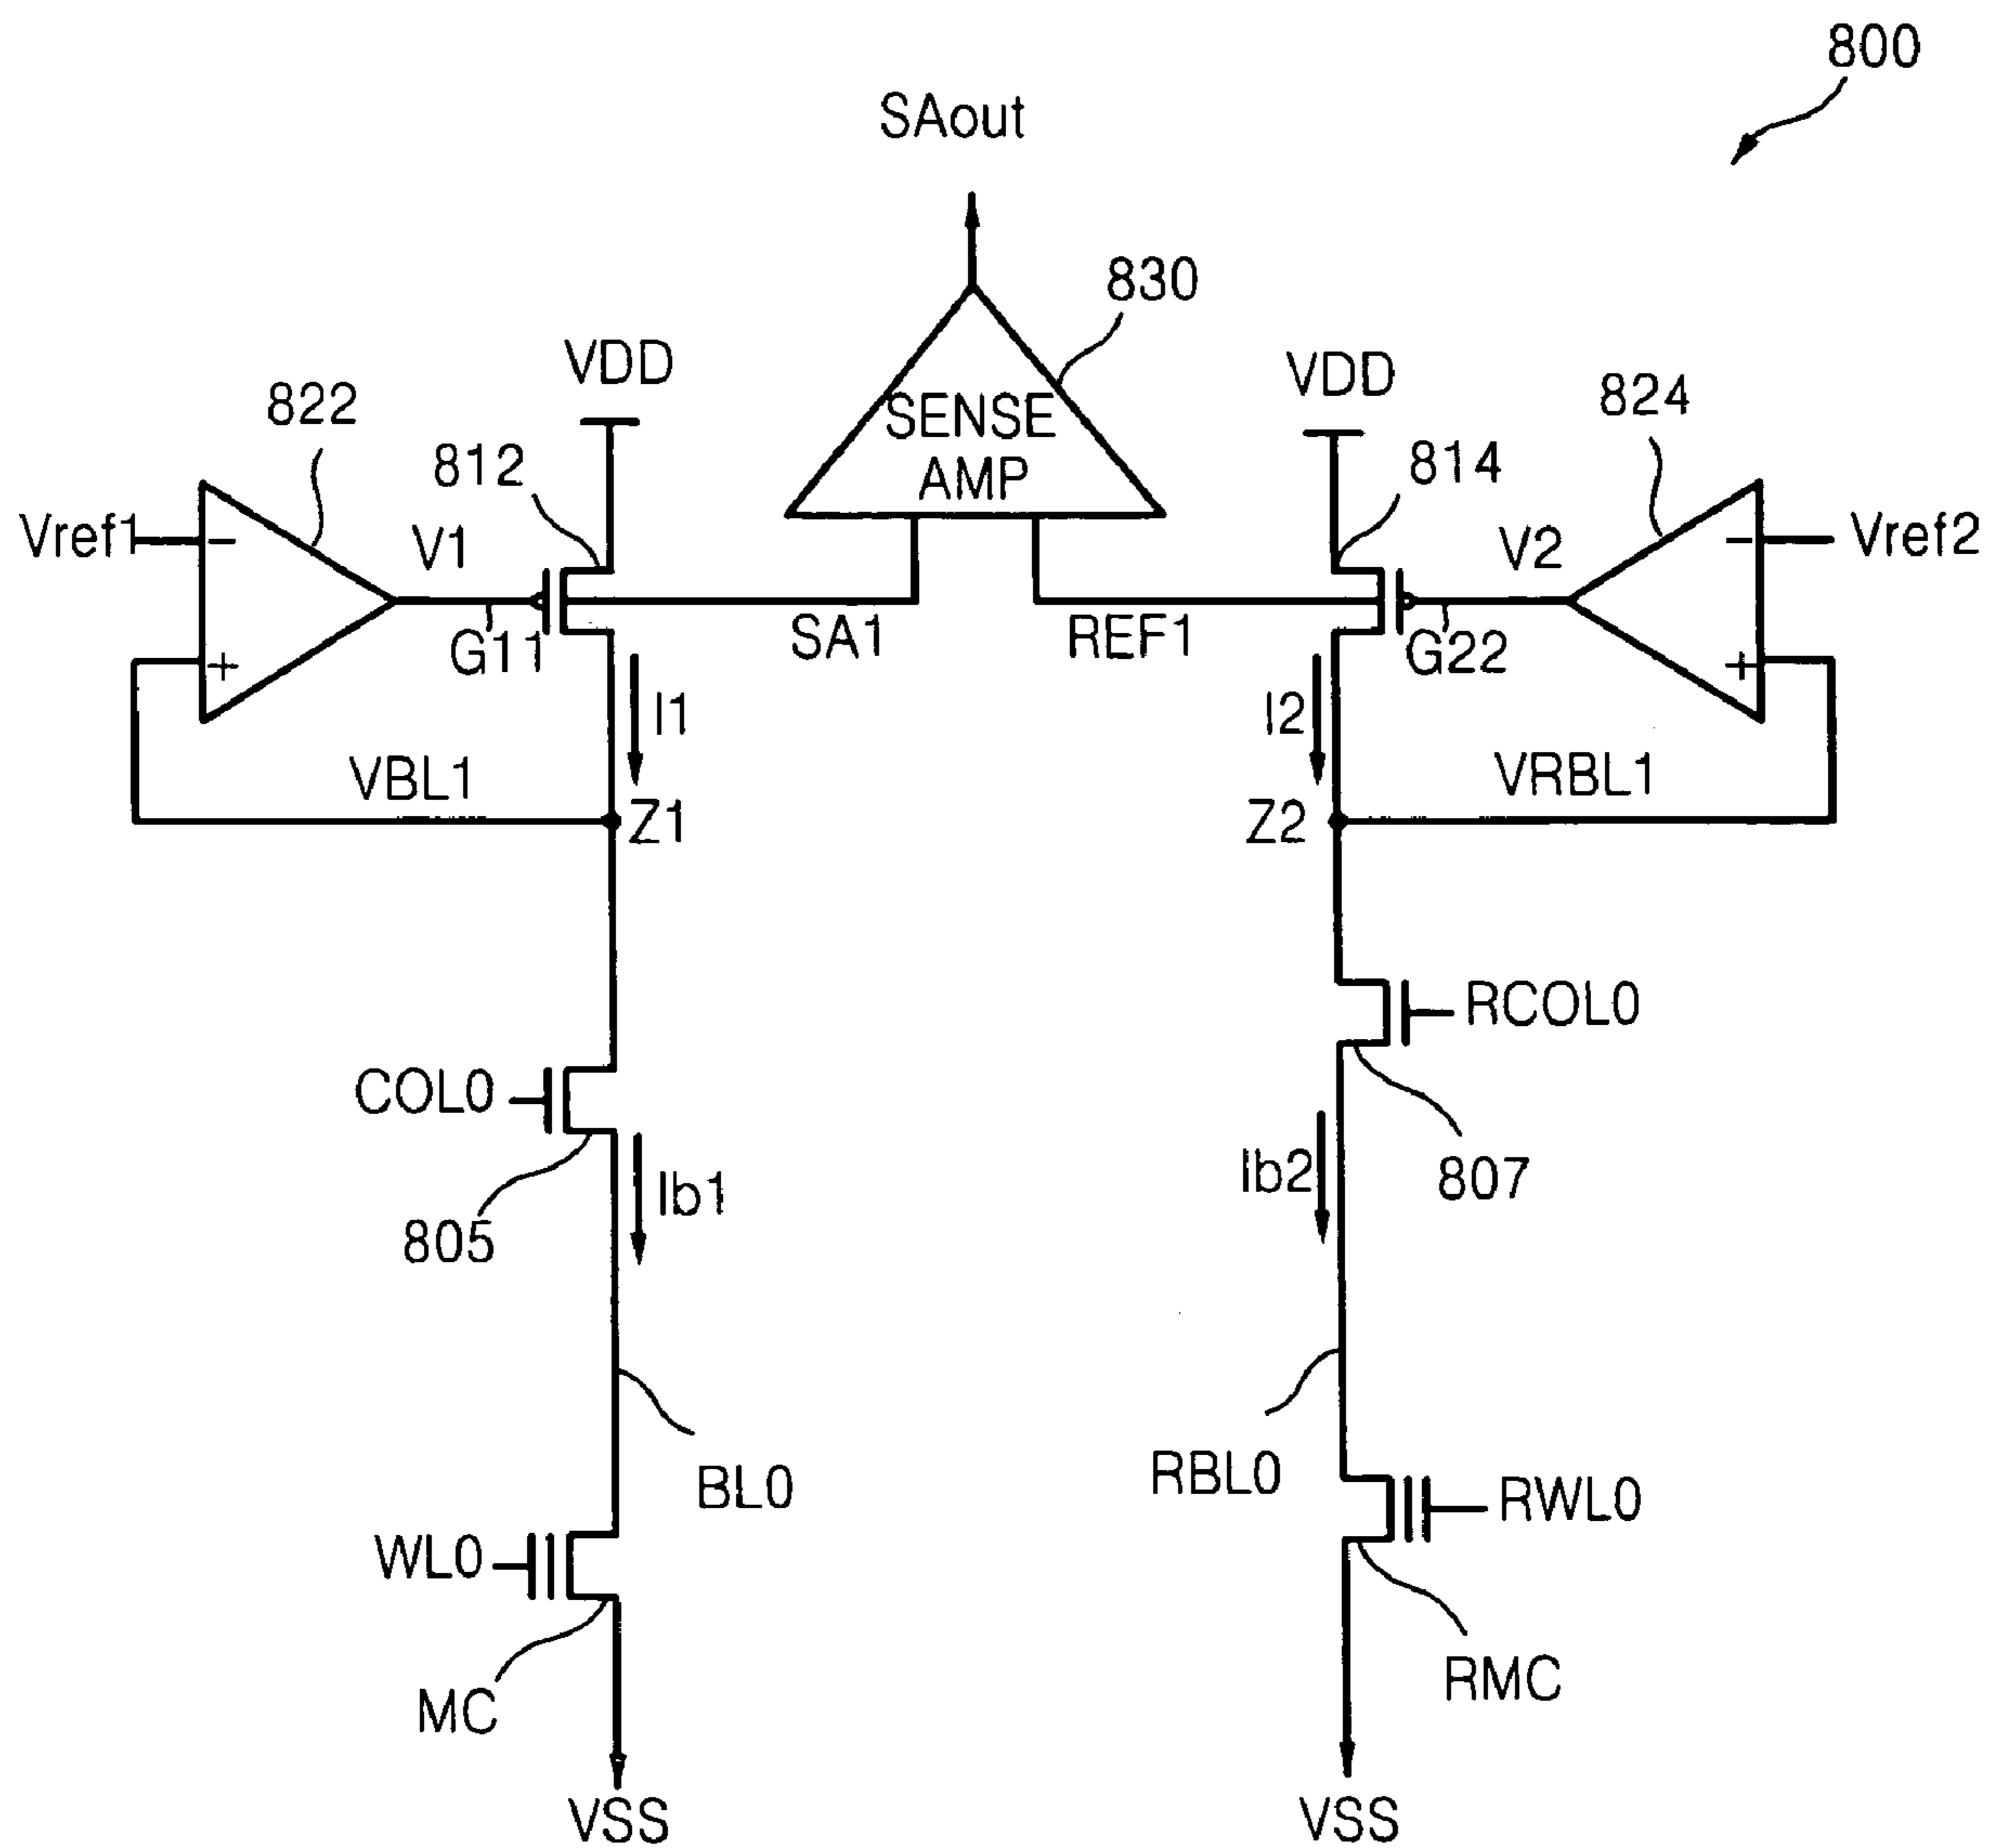 800
SAout
830
VDD
VDD
822
824
812
814
SENSE
AMP
Vref1
−
V1
V2
−
Vref2
G11
SA1
REF1
G22
+
+
I1
I2
VBL1
VRBL1
Z1
Z2
RCOL0
COL0
Ib1
Ib2
807
805
BL0
RBL0
RWL0
WL0
MC
RMC
VSS
VSS